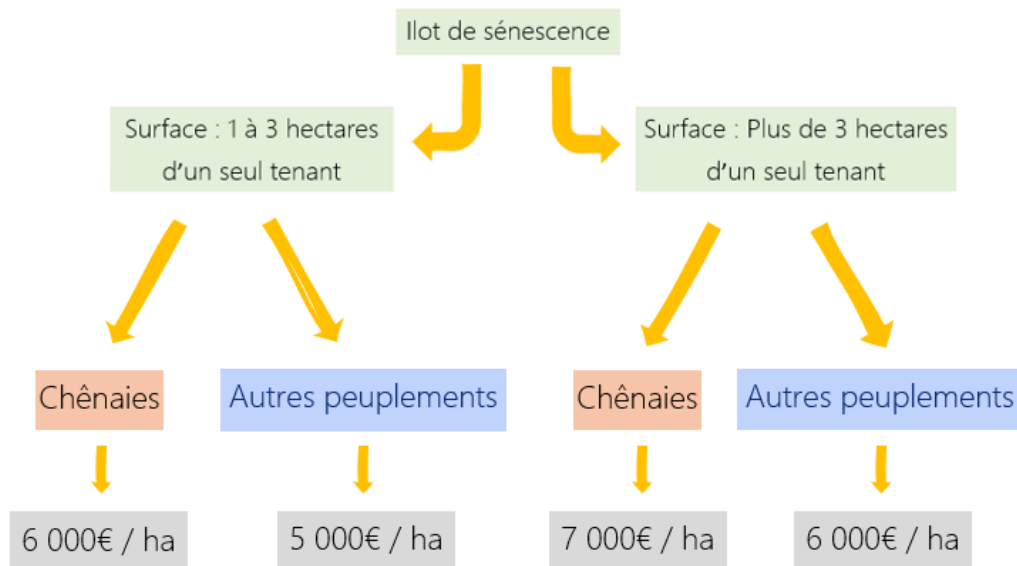 Ilot de sénescence
Surface : 1 à 3 hectares
d'un seul tenant
Surface : Plus de 3 hectares
d'un seul tenant
Chênaies
Autres peuplements
Chênaies
Autres peuplements
6 000€ / ha
5 000€ / ha
7 000€ / ha
6 000€ / ha